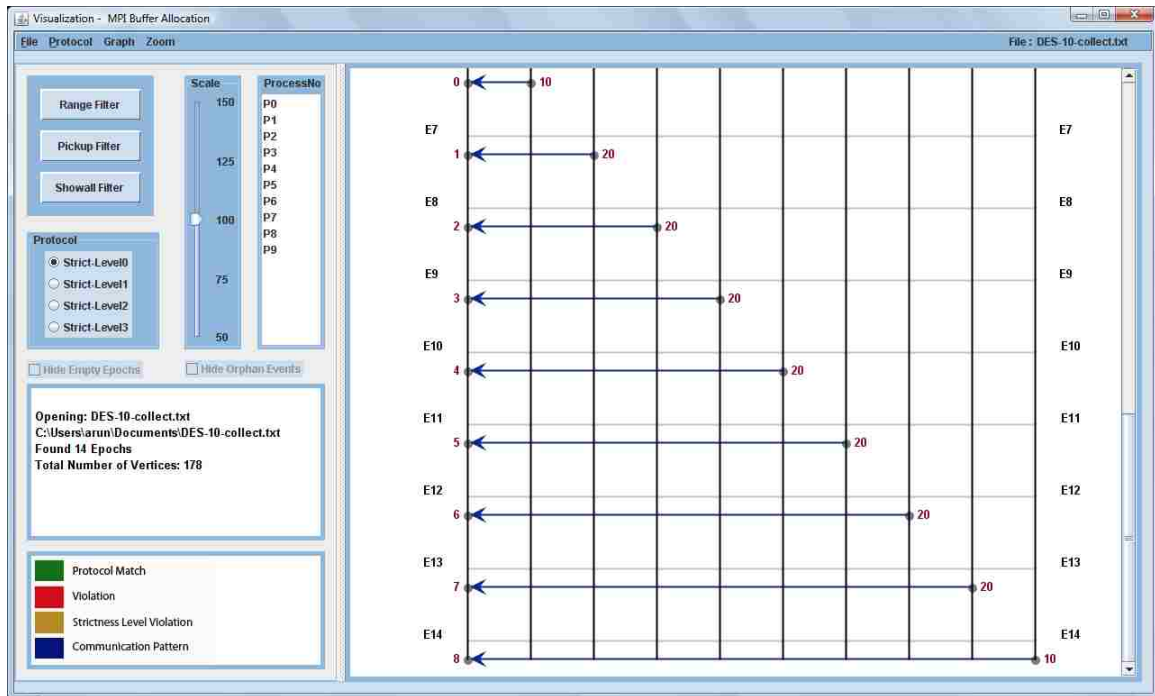 Visualization - MPI Buffer Allocation
File Protocol Graph Zoom
File : DES-10-collect.txt
Range Filter
Pickup Filter
Showall Filter
Scale
150
125
100
75
50
ProcessNo
P0
P1
P2
P3
P4
P5
P6
P7
P8
P9
Protocol
Strict-Level0
Strict-Level1
Strict-Level2
Strict-Level3
Hide Empty Epochs
Hide Orphan Events
Opening: DES-10-collect.txt
C:\Users\arun\Documents\DES-10-collect.txt
Found 14 Epochs
Total Number of Vertices: 178
Protocol Match
Violation
Strictness Level Violation
Communication Pattern
0 10
E7 E7
1 20
E8 E8
2 20
E9 E9
3 20
E10 E10
4 20
E11 E11
5 20
E12 E12
6 20
E13 E13
7 20
E14 E14
8 10